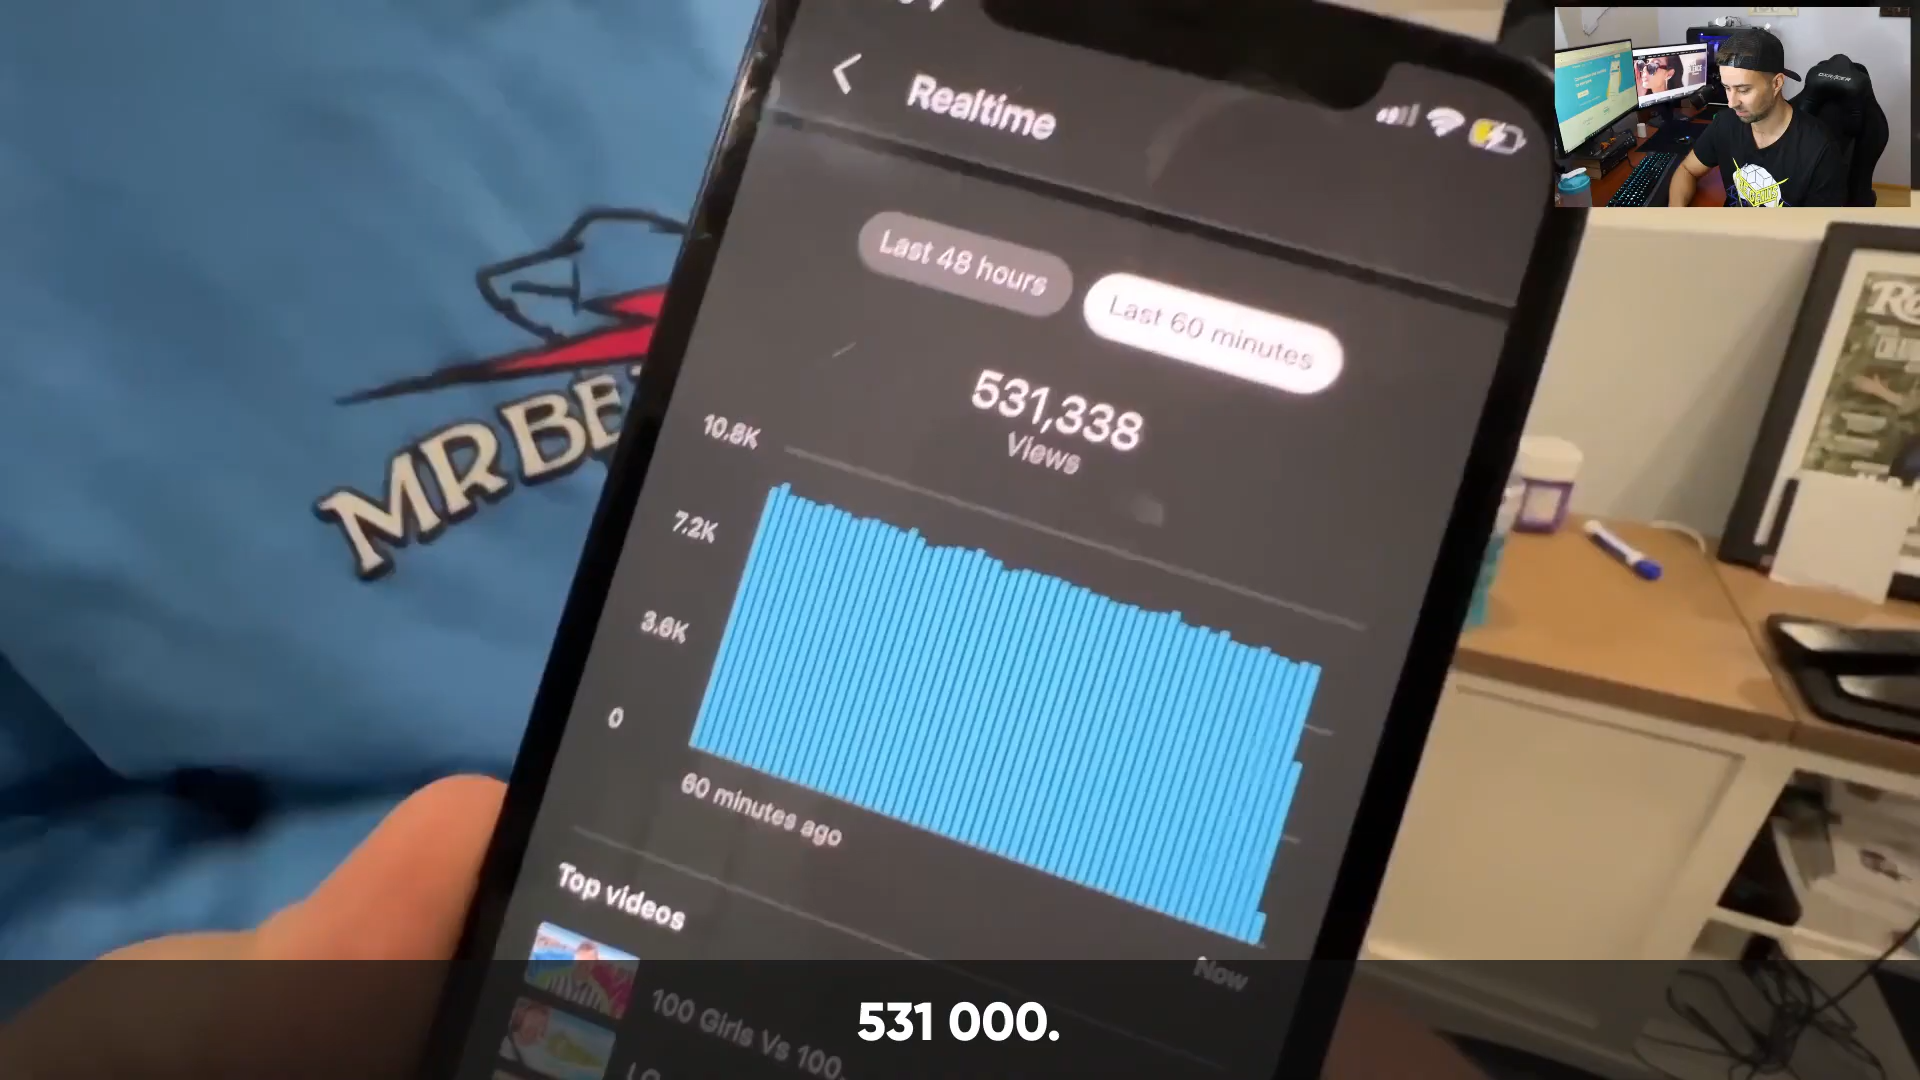 Realtime
Last 48 hours
Last 60 minutes
531,338
Views
10.8K
7.2K
3.6K
0
60 minutes ago
Now
Top videos
100 Girls Vs 100
MR BE
531 000.